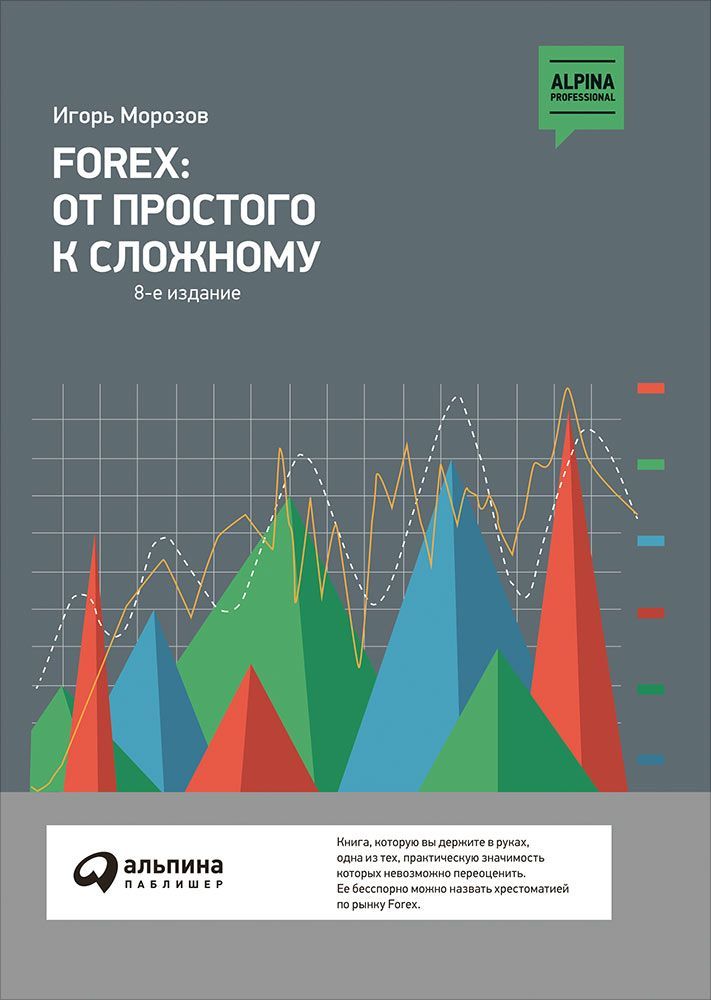 ALPINA
PROFESSIONAL
Игорь Морозов
FOREX:
ОТ ПРОСТОГО
К СЛОЖНОМУ
8-е издание
альпина
ПАБЛИШЕР
Книга, которую вы держите в руках,
одна из тех, практическую значимость
которых невозможно переоценить.
Ее бесспорно можно назвать хрестоматией
по рынку Forex.